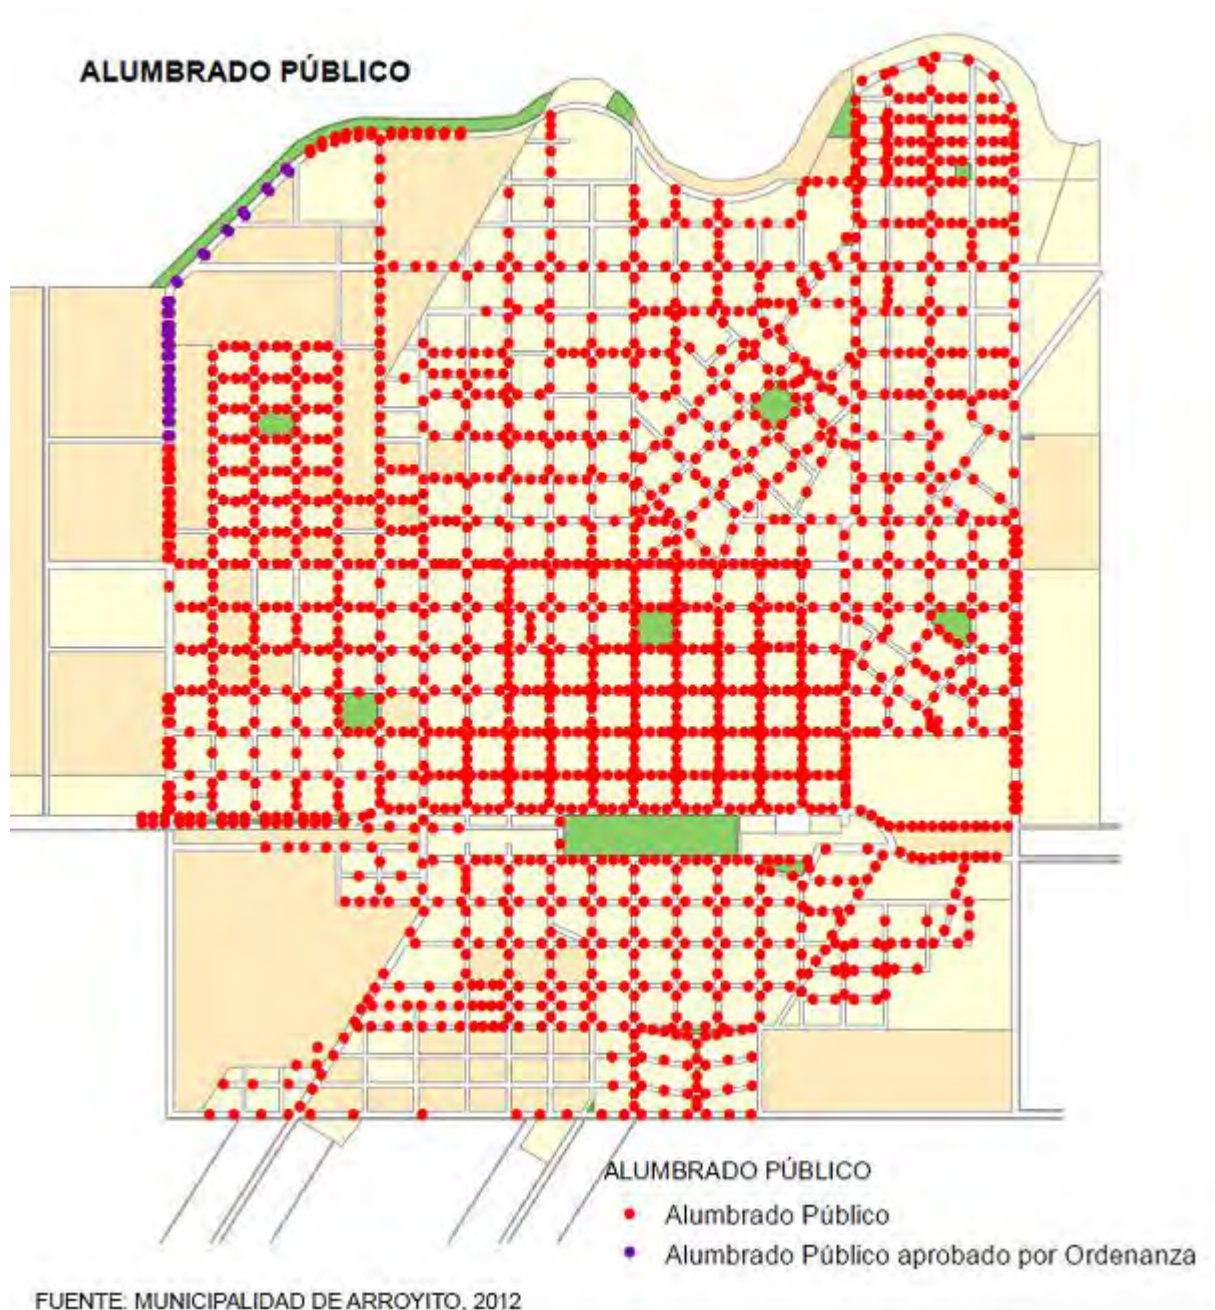 ALUMBRADO PÚBLICO
ALUMBRADO PÚBLICO
Alumbrado Público
Alumbrado Público aprobado por Ordenanza
FUENTE: MUNICIPALIDAD DE ARROYITO, 2012